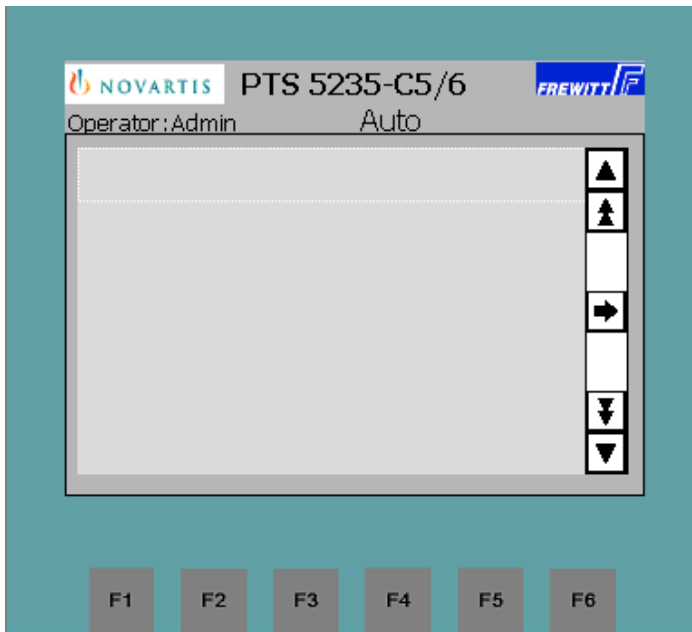 NOVARTIS PTS 5235-C5/6 FREWITT
Operator:Admin Auto
F1 F2 F3 F4 F5 F6